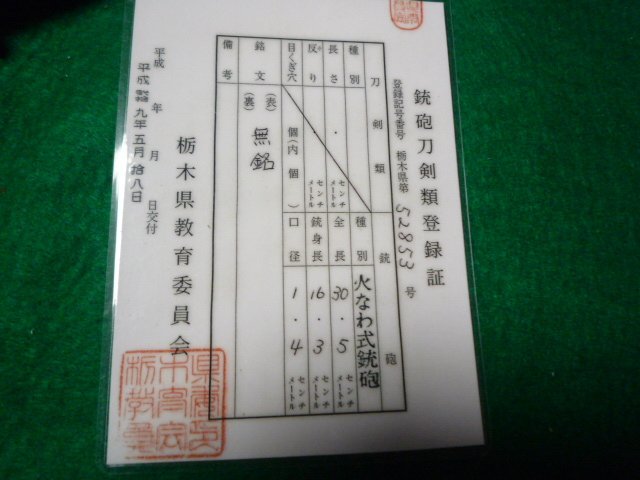 銃砲刀剣類登録証
登録記号番号 栃木県第 52853 号
刀剣類
種別
長さ ・ センチメートル
反り ・ センチメートル
目くぎ穴 個(内 個)
銃砲
種別 火なわ式銃砲
全長 30.5 センチメートル
銃身長 16.3 センチメートル
口径 1.4 センチメートル
銘文 (表) 無銘
(裏)
備考
平成 年 月 日交付
平成 九年五月拾八日
栃木県教育委員会